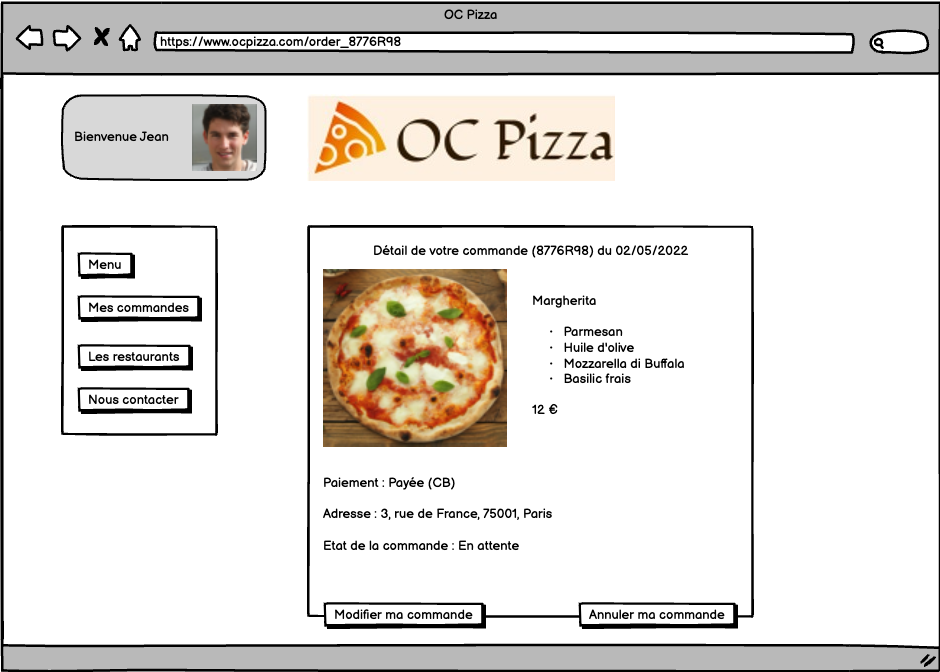 OC Pizza
https://www.ocpizza.com/order_8776R98
Bienvenue Jean
OC Pizza
Menu
Mes commandes
Les restaurants
Nous contacter
Détail de votre commande (8776R98) du 02/05/2022
Margherita
· Parmesan
· Huile d'olive
· Mozzarella di Buffala
· Basilic frais
12 €
Paiement : Payée (CB)
Adresse : 3, rue de France, 75001, Paris
Etat de la commande : En attente
Modifier ma commande
Annuler ma commande